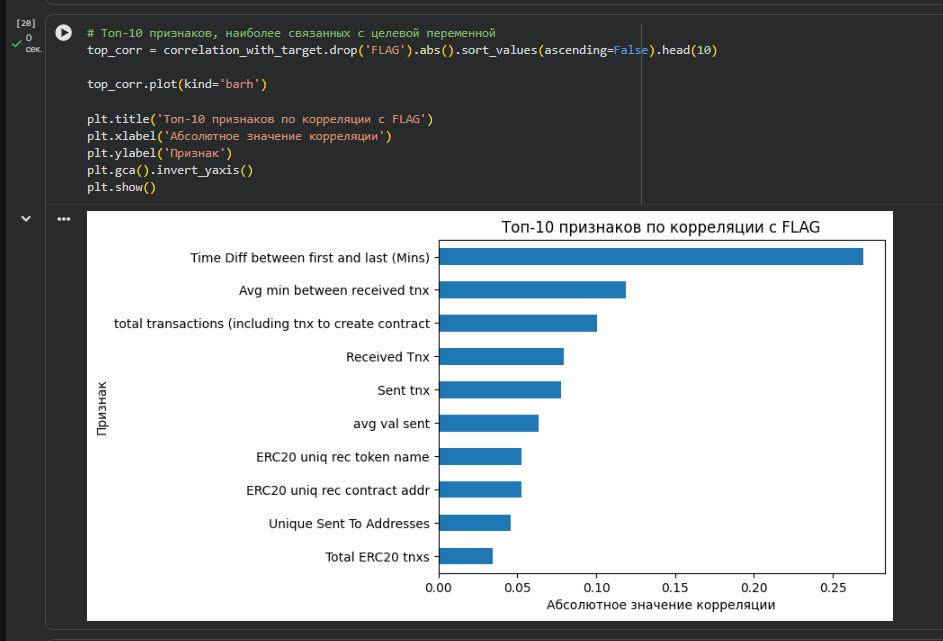 [20]
0
сек.
# Топ-10 признаков, наиболее связанных с целевой переменной
top_corr = correlation_with_target.drop('FLAG').abs().sort_values(ascending=False).head(10)
top_corr.plot(kind='barh')
plt.title('Топ-10 признаков по корреляции с FLAG')
plt.xlabel('Абсолютное значение корреляции')
plt.ylabel('Признак')
plt.gca().invert_yaxis()
plt.show()
Топ-10 признаков по корреляции с FLAG
Time Diff between first and last (Mins)
Avg min between received tnx
total transactions (including tnx to create contract
Received Tnx
Sent tnx
avg val sent
ERC20 uniq rec token name
ERC20 uniq rec contract addr
Unique Sent To Addresses
Total ERC20 tnxs
Признак
0.00 0.05 0.10 0.15 0.20 0.25
Абсолютное значение корреляции